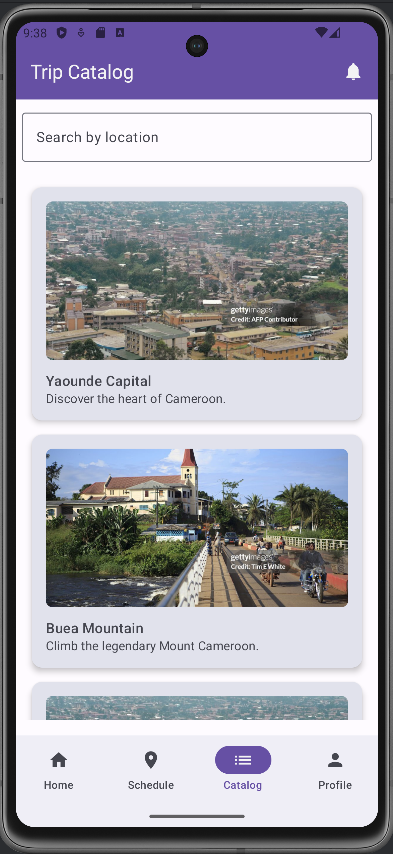 9:38
Trip Catalog
Search by location
gettyimages
Credit: AFP Contributor
Yaounde Capital
Discover the heart of Cameroon.
gettyimages
Credit: Tim E White
Buea Mountain
Climb the legendary Mount Cameroon.
Home
Schedule
Catalog
Profile